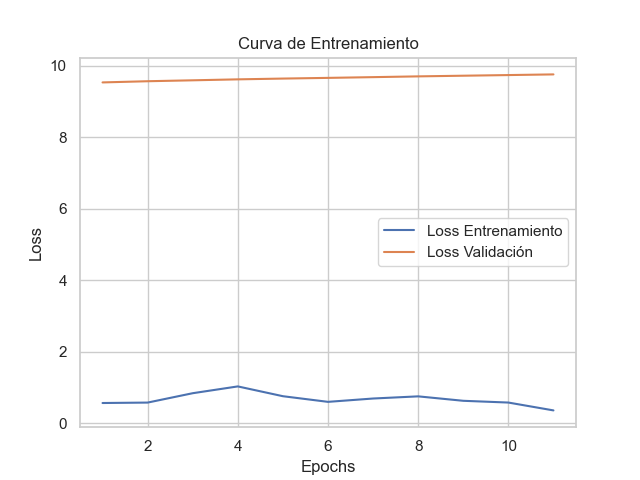 Curva de Entrenamiento
10
8
6
4
2
0
Loss
Loss Entrenamiento
Loss Validación
2 4 6 8 10
Epochs